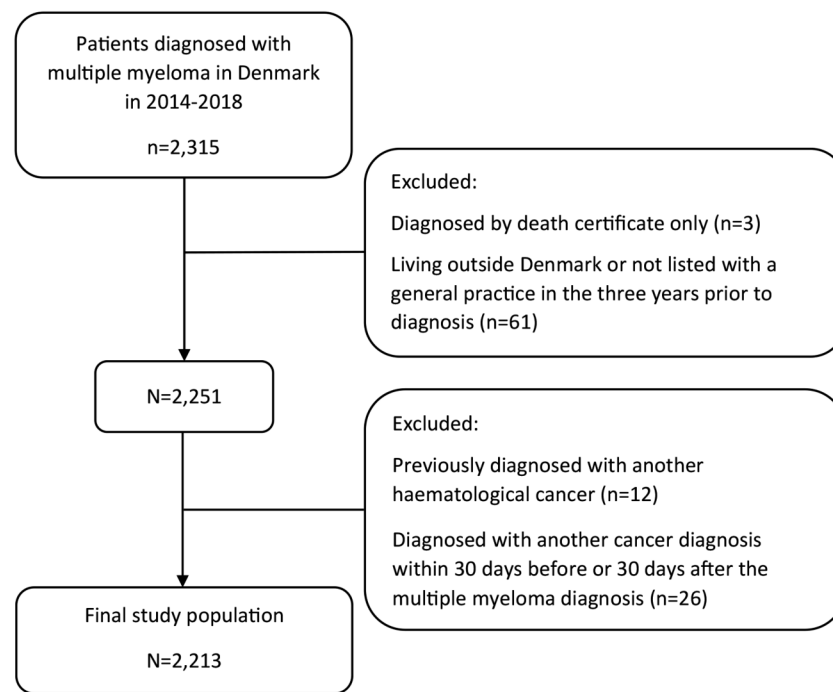 Patients diagnosed with
multiple myeloma in Denmark
in 2014-2018
n=2,315
Excluded:
Diagnosed by death certificate only (n=3)
Living outside Denmark or not listed with a
general practice in the three years prior to
diagnosis (n=61)
N=2,251
Excluded:
Previously diagnosed with another
haematological cancer (n=12)
Diagnosed with another cancer diagnosis
within 30 days before or 30 days after the
multiple myeloma diagnosis (n=26)
Final study population
N=2,213